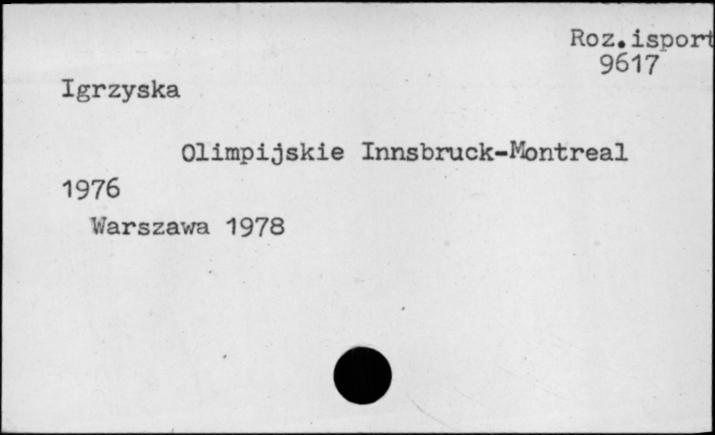 Roz.isport
9617
Igrzyska
Olimpijskie Innsbruck-Montreal
1976
Warszawa 1978